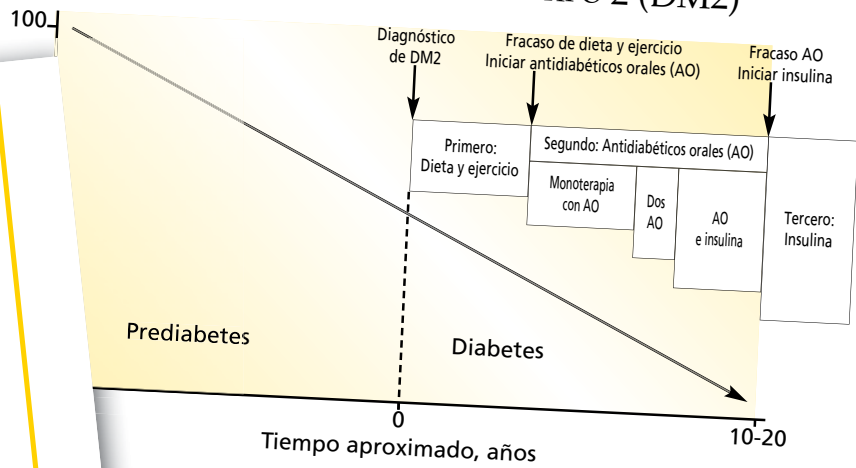 2 (DM2)
100
Diagnóstico
de DM2
Fracaso de dieta y ejercicio
Iniciar antidiabéticos orales (AO)
Fracaso AO
Iniciar insulina
Primero:
Dieta y ejercicio
Segundo: Antidiabéticos orales (AO)
Monoterapia
con AO
Dos
AO
AO
e insulina
Tercero:
Insulina
Prediabetes
Diabetes
0
10-20
Tiempo aproximado, años